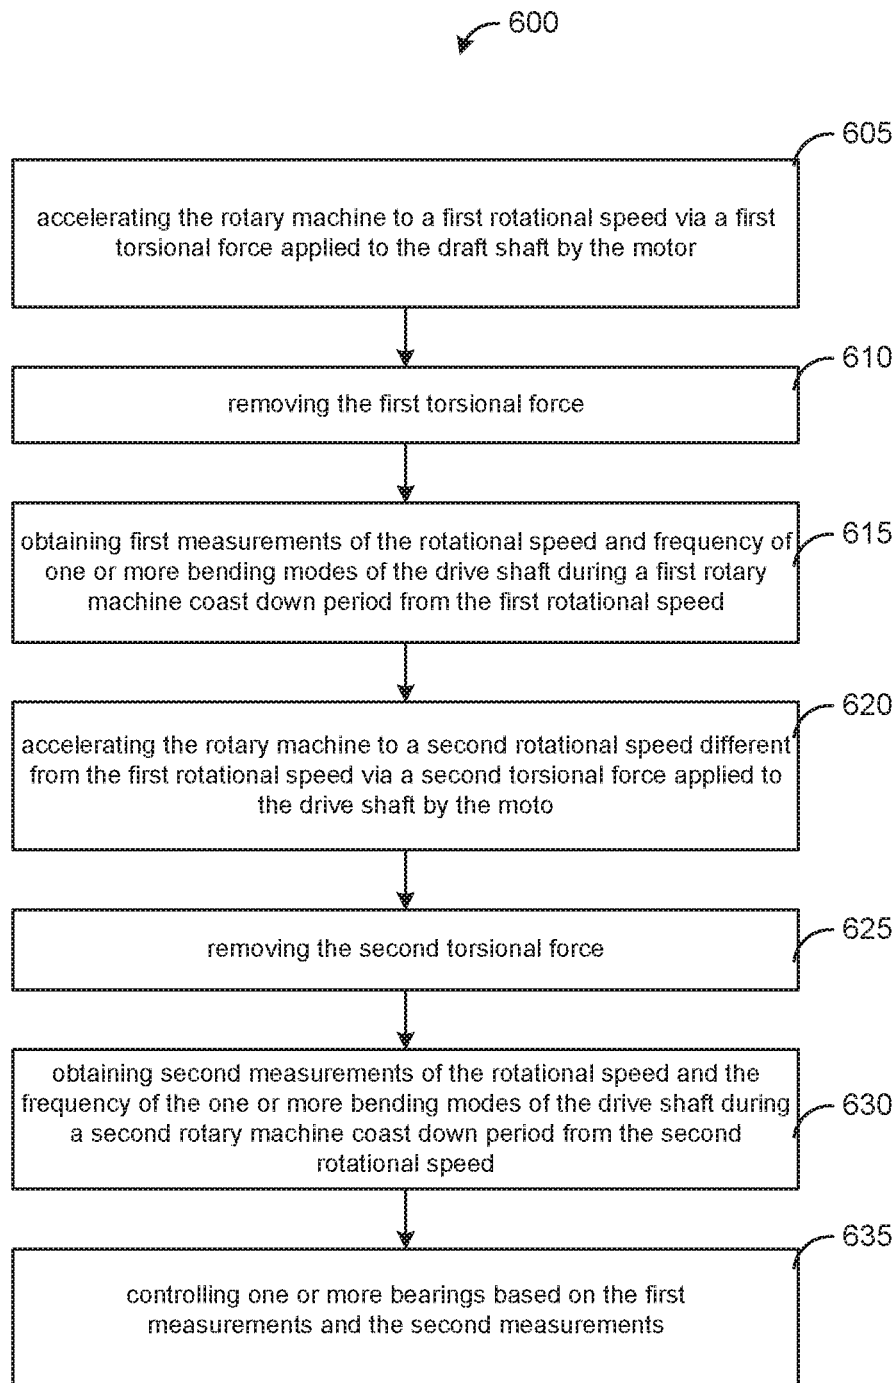 600
605
accelerating the rotary machine to a first rotational speed via a first
torsional force applied to the draft shaft by the motor
610
removing the first torsional force
615
obtaining first measurements of the rotational speed and frequency of
one or more bending modes of the drive shaft during a first rotary
machine coast down period from the first rotational speed
620
accelerating the rotary machine to a second rotational speed different
from the first rotational speed via a second torsional force applied to
the drive shaft by the moto
625
removing the second torsional force
630
obtaining second measurements of the rotational speed and the
frequency of the one or more bending modes of the drive shaft during
a second rotary machine coast down period from the second
rotational speed
635
controlling one or more bearings based on the first
measurements and the second measurements